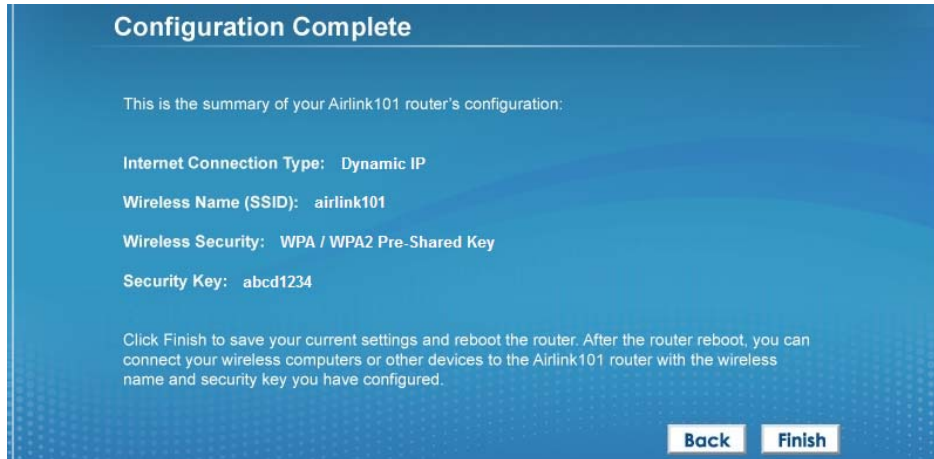 Configuration Complete
This is the summary of your Airlink101 router's configuration:
Internet Connection Type: Dynamic IP
Wireless Name (SSID): airlink101
Wireless Security: WPA / WPA2 Pre-Shared Key
Security Key: abcd1234
Click Finish to save your current settings and reboot the router. After the router reboot, you can
connect your wireless computers or other devices to the Airlink101 router with the wireless
name and security key you have configured.
Back Finish